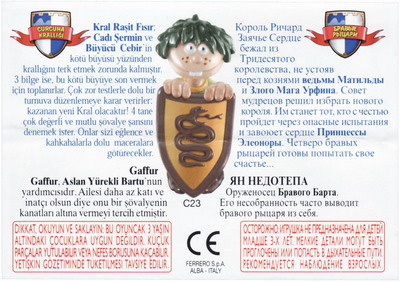 GURCUNA
KRALLIĞI
Kral Raşit Fısır,
Cadı Şermin ve
Büyücü Cebir'in
kötü büyüsü yüzünden
krallığını terk etmek zorunda kalmıştır.
3 bilge ise, bu kötü büyüye son vermek
için toplanırlar. Çok zor testlerle dolu bir
turnuva düzenlemeye karar verirler:
kazanan yeni Kral olacaktır! 4 tane
çok değerli ve mutlu şövalye şansını
denemek ister. Onlar sizi eğlence ve
kahkahalarla dolu maceralara
götürecekler.
Gaffur
Gaffur, Aslan Yürekli Bartu'nun
yardımcısıdır. Ailesi daha az katı ve
inatçı olsun diye onu bir şövalyenin
kanatları altına vermeyi tercih etmiştir.
DİKKAT, OKUYUN VE SAKLAYIN: BU OYUNCAK 3 YAŞIN
ALTINDAKİ ÇOCUKLARA UYGUN DEĞİLDİR. KÜÇÜK
PARÇALAR YUTULABİLİR VEYA NEFES BORUSUNA KAÇABİLİR.
YETİŞKİN GÖZETİMİNDE TÜKETİLMESİ TAVSİYE EDİLİR.
C23
CE
FERRERO S.p.A.
ALBA - ITALY
БРАВЫЕ
РЫЦАРИ
Король Ричард
Заячье Сердце
бежал из
Тридесятого
королевства, не устояв
перед кознями ведьмы Матильды
и Злого Мага Урфина. Совет
мудрецов решил избрать нового
короля. Им станет тот, кто с честью
пройдет через опасные испытания
и завоюет сердце Принцессы
Элеоноры. Четверо бравых
рыцарей готовы попытать свое
счастье...
ЯН НЕДОТЕПА
Оруженосец Бравого Барта.
Его несобранность часто выводит
бравого рыцаря из себя.
ОСТОРОЖНО! ИГРУШКА НЕ ПРЕДНАЗНАЧЕНА ДЛЯ ДЕТЕЙ
МЛАДШЕ 3-Х ЛЕТ. МЕЛКИЕ ДЕТАЛИ МОГУТ БЫТЬ
ПРОГЛОЧЕНЫ ИЛИ ПОПАСТЬ В ДЫХАТЕЛЬНЫЕ ПУТИ.
РЕКОМЕНДУЕТСЯ НАБЛЮДЕНИЕ ВЗРОСЛЫХ.